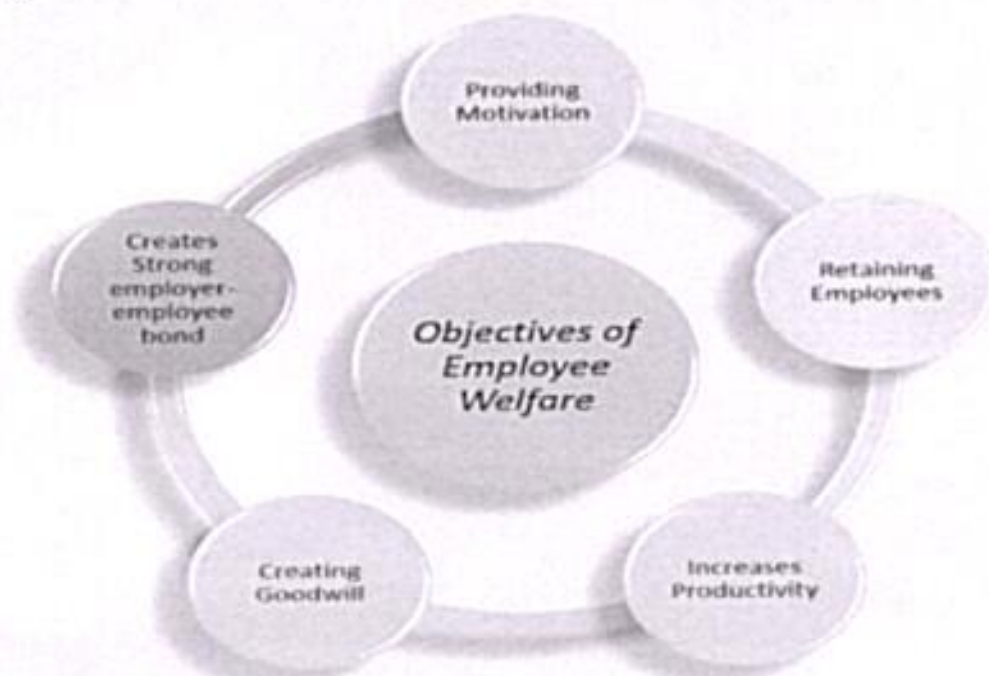 Providing
Motivation
Retaining
Employees
Increases
Productivity
Creating
Goodwill
Creates
Strong
employer-
employee
bond
Objectives of
Employee
Welfare